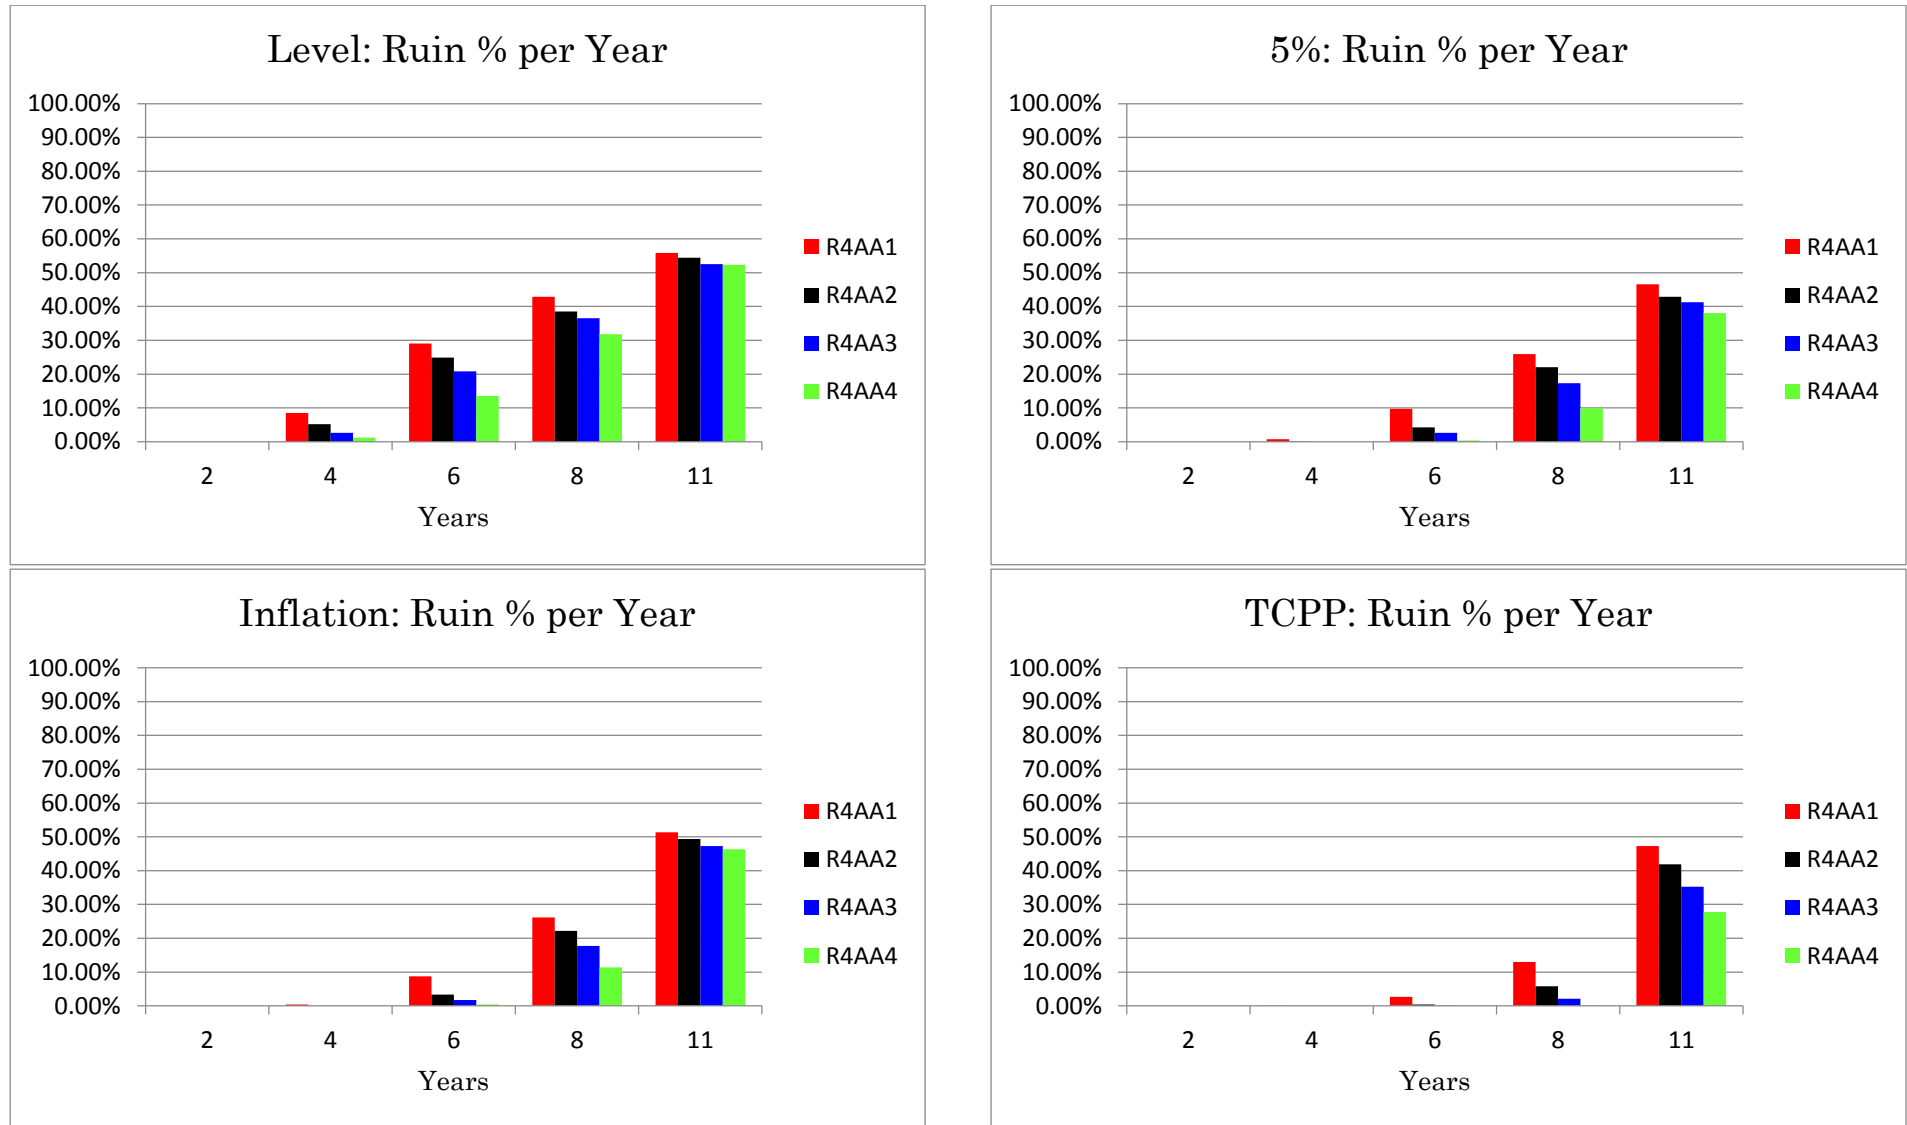 Level: Ruin % per Year
100.00%
90.00%
80.00%
70.00%
60.00%
50.00%
40.00%
30.00%
20.00%
10.00%
0.00%
2 4 6 8 11
Years
R4AA1
R4AA2
R4AA3
R4AA4
5%: Ruin % per Year
100.00%
90.00%
80.00%
70.00%
60.00%
50.00%
40.00%
30.00%
20.00%
10.00%
0.00%
2 4 6 8 11
Years
R4AA1
R4AA2
R4AA3
R4AA4
Inflation: Ruin % per Year
100.00%
90.00%
80.00%
70.00%
60.00%
50.00%
40.00%
30.00%
20.00%
10.00%
0.00%
2 4 6 8 11
Years
R4AA1
R4AA2
R4AA3
R4AA4
TCPP: Ruin % per Year
100.00%
90.00%
80.00%
70.00%
60.00%
50.00%
40.00%
30.00%
20.00%
10.00%
0.00%
2 4 6 8 11
Years
R4AA1
R4AA2
R4AA3
R4AA4